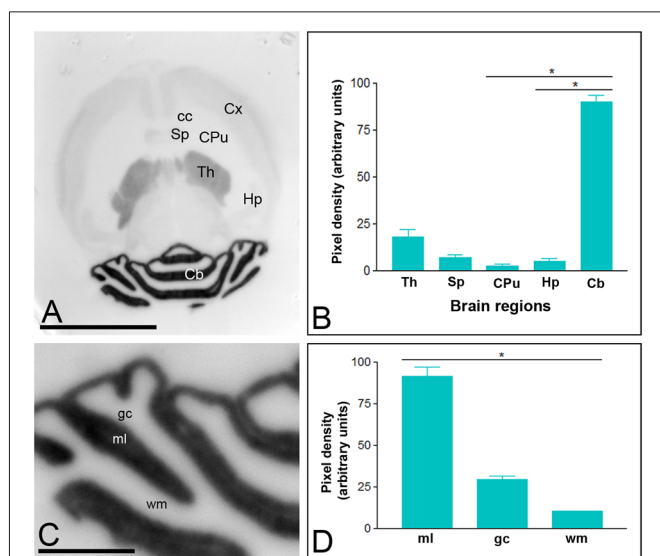 cc
Cx
Sp
CPu
Th
Hp
Cb
A
Pixel density (arbitrary units)
100
75
50
25
0
*
*
Th
Sp
CPu
Hp
Cb
Brain regions
B
gc
ml
wm
C
Pixel density
(arbitrary units)
100
75
50
25
0
*
ml
gc
wm
D